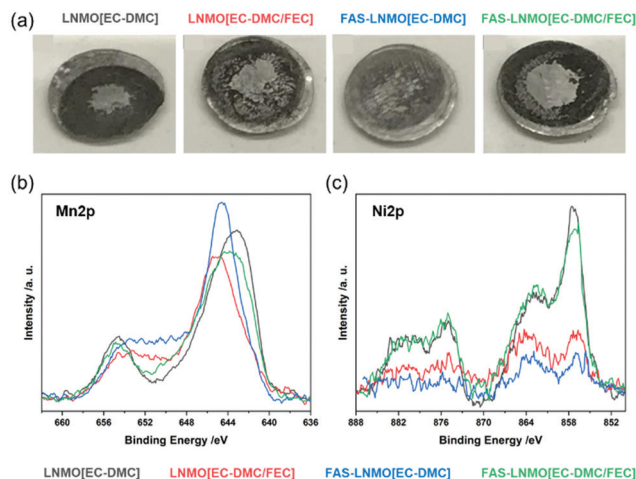 (a) LNMO[EC-DMC] LNMO[EC-DMC/FEC] FAS-LNMO[EC-DMC] FAS-LNMO[EC-DMC/FEC]
(b) (c)
Mn2p Ni2p
Intensity /a. u. Intensity /a. u.
660 656 652 648 644 640 636 888 882 876 870 864 858 852
Binding Energy /eV Binding Energy /eV
LNMO[EC-DMC] LNMO[EC-DMC/FEC] FAS-LNMO[EC-DMC] FAS-LNMO[EC-DMC/FEC]